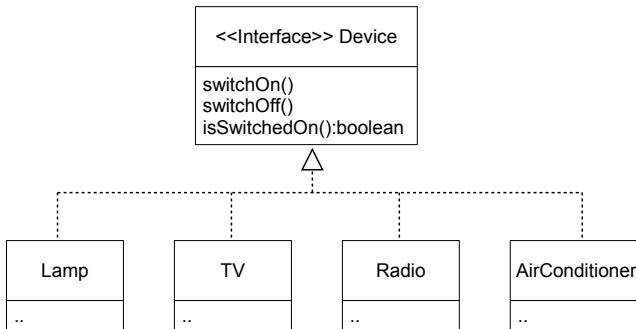 <<Interface>> Device
switchOn()
switchOff()
isSwitchedOn():boolean
Lamp
TV
Radio
AirConditioner
..
..
..
..